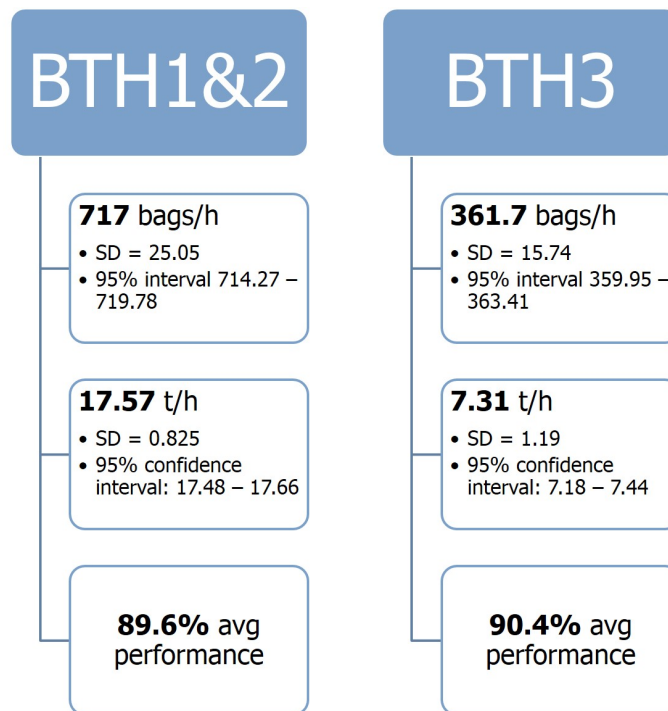 BTH1&2
717 bags/h
• SD = 25.05
• 95% interval 714.27 –
719.78
17.57 t/h
• SD = 0.825
• 95% confidence
interval: 17.48 – 17.66
89.6% avg
performance
BTH3
361.7 bags/h
• SD = 15.74
• 95% interval 359.95 –
363.41
7.31 t/h
• SD = 1.19
• 95% confidence
interval: 7.18 – 7.44
90.4% avg
performance